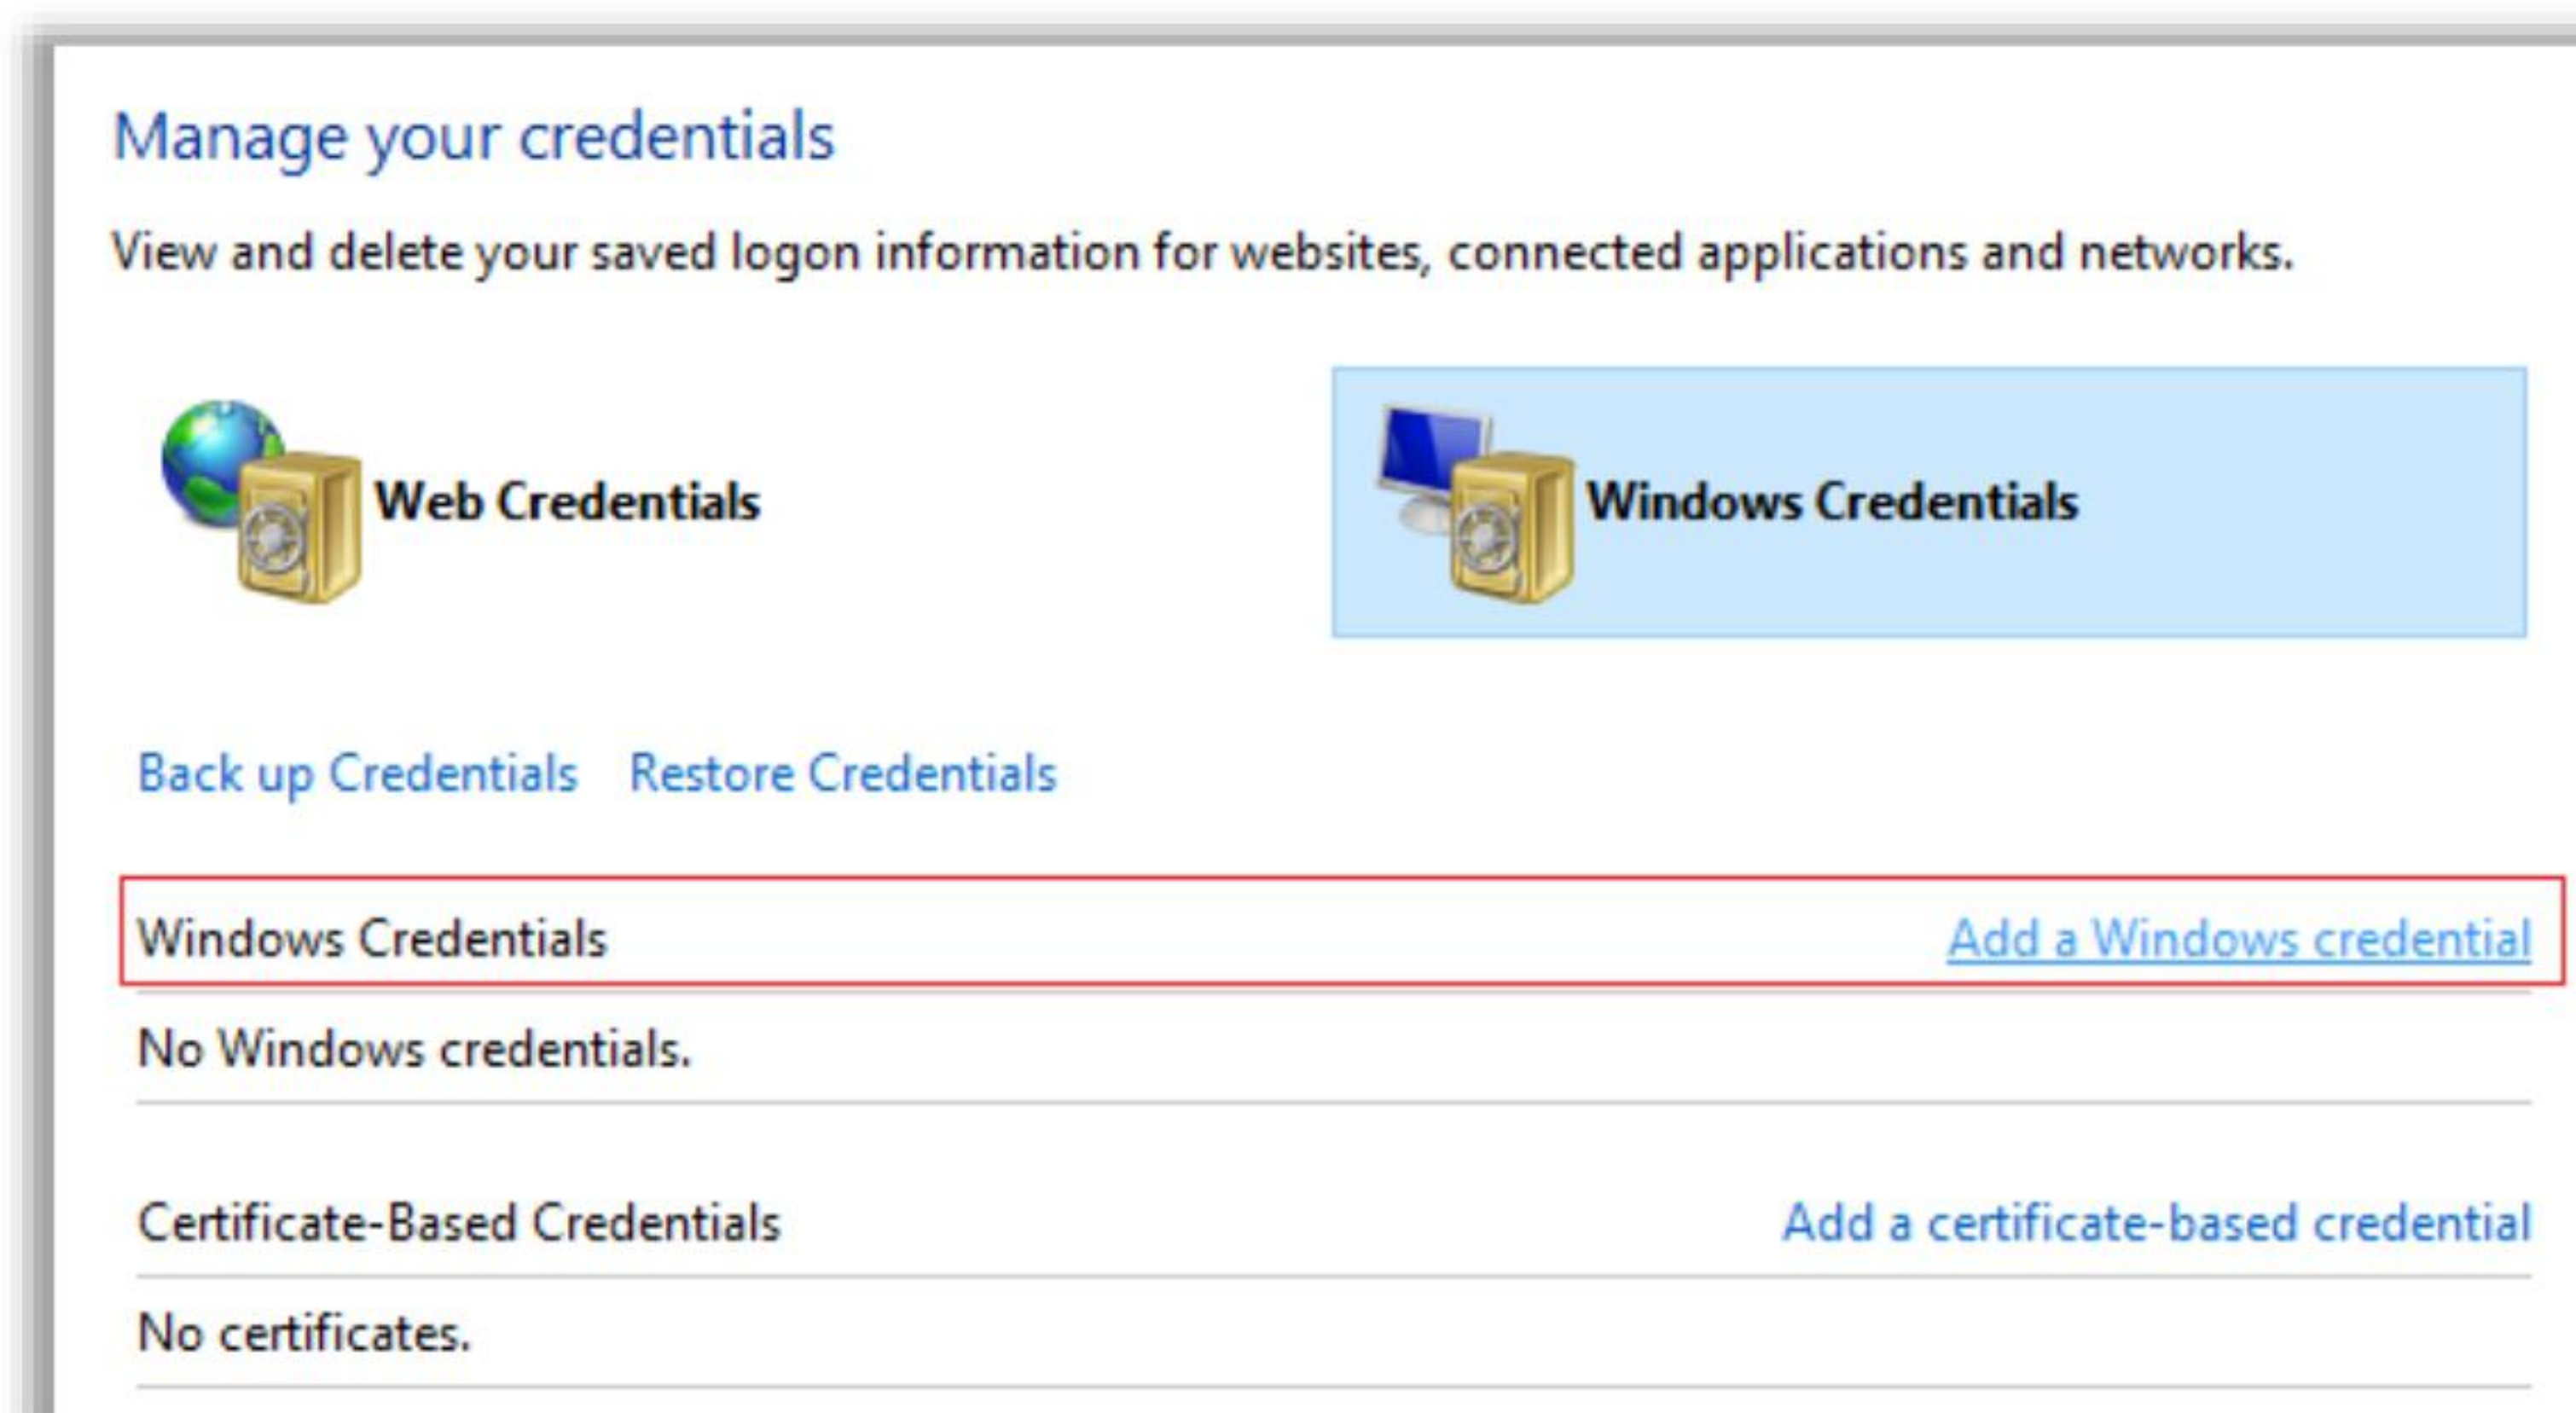 Manage your credentials
View and delete your saved logon information for websites, connected applications and networks.
Web Credentials
Windows Credentials
Back up Credentials Restore Credentials
Windows Credentials Add a Windows credential
No Windows credentials.
Certificate-Based Credentials Add a certificate-based credential
No certificates.